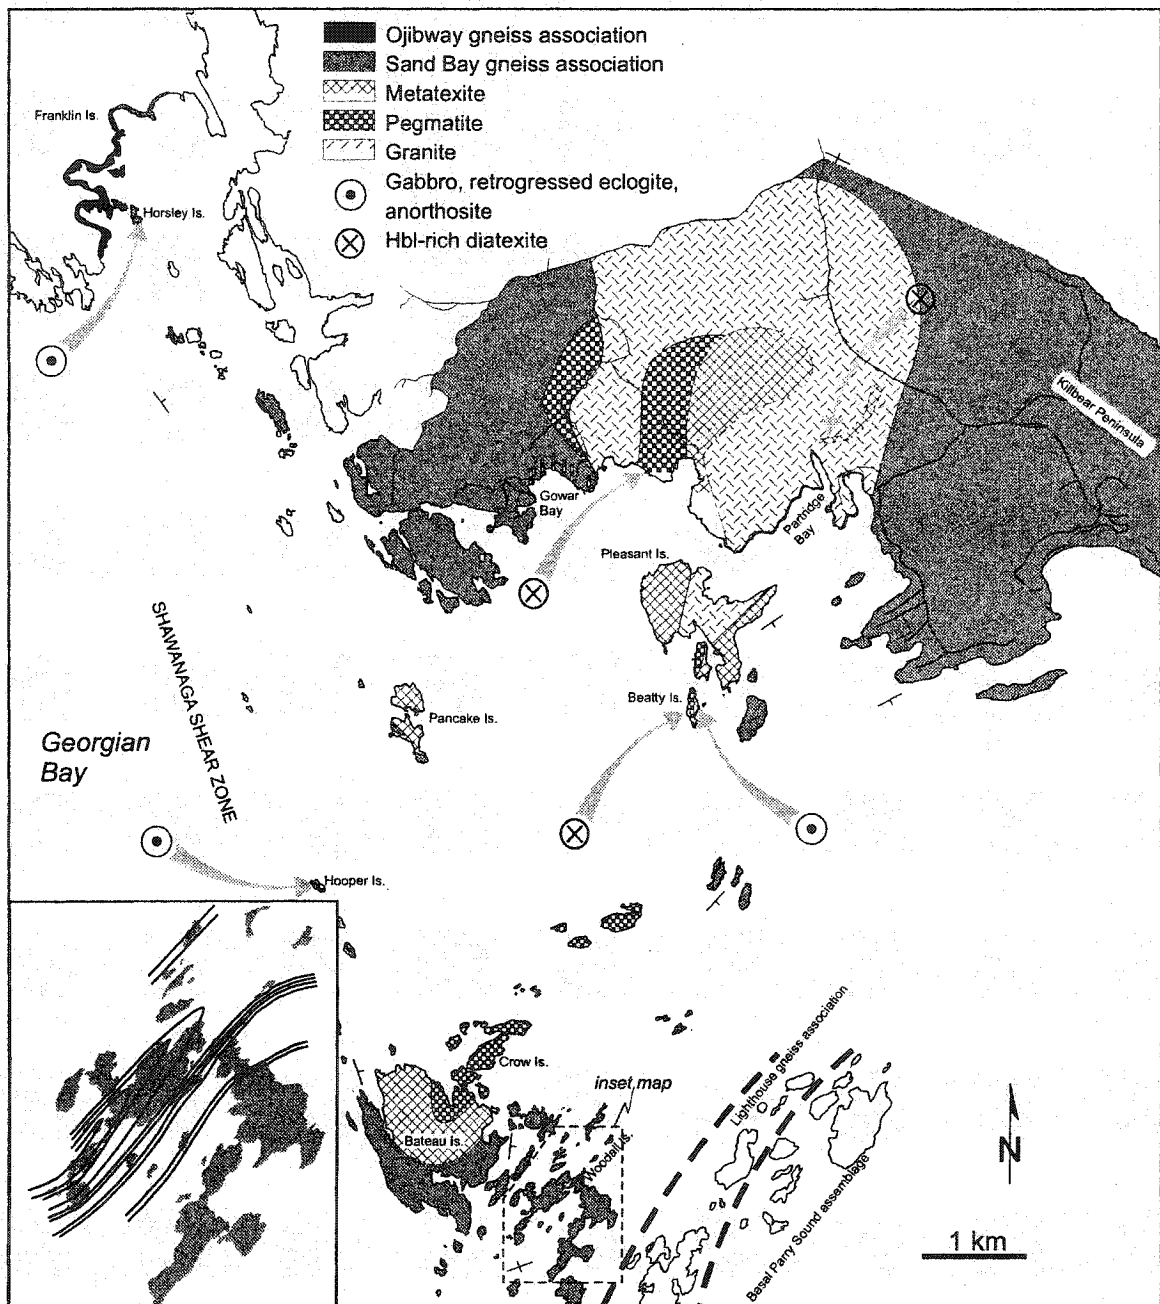 Ojibway gneiss association
Sand Bay gneiss association
Metatexite
Pegmatite
Granite
Gabbro, retrogressed eclogite,
anorthosite
Hbl-rich diatexite
Franklin Is.
Horsley Is.
Killbear Peninsula
Gowar
Bay
Partridge
Bay
Pleasant Is.
SHAWANAGA SHEAR ZONE
Beatty Is.
Pancake Is.
Georgian
Bay
Hooper Is.
Lighthouse gneiss association
Crow Is.
inset map
Bateau Is.
Woodall Is.
N
Basal Parry Sound assemblage
1 km